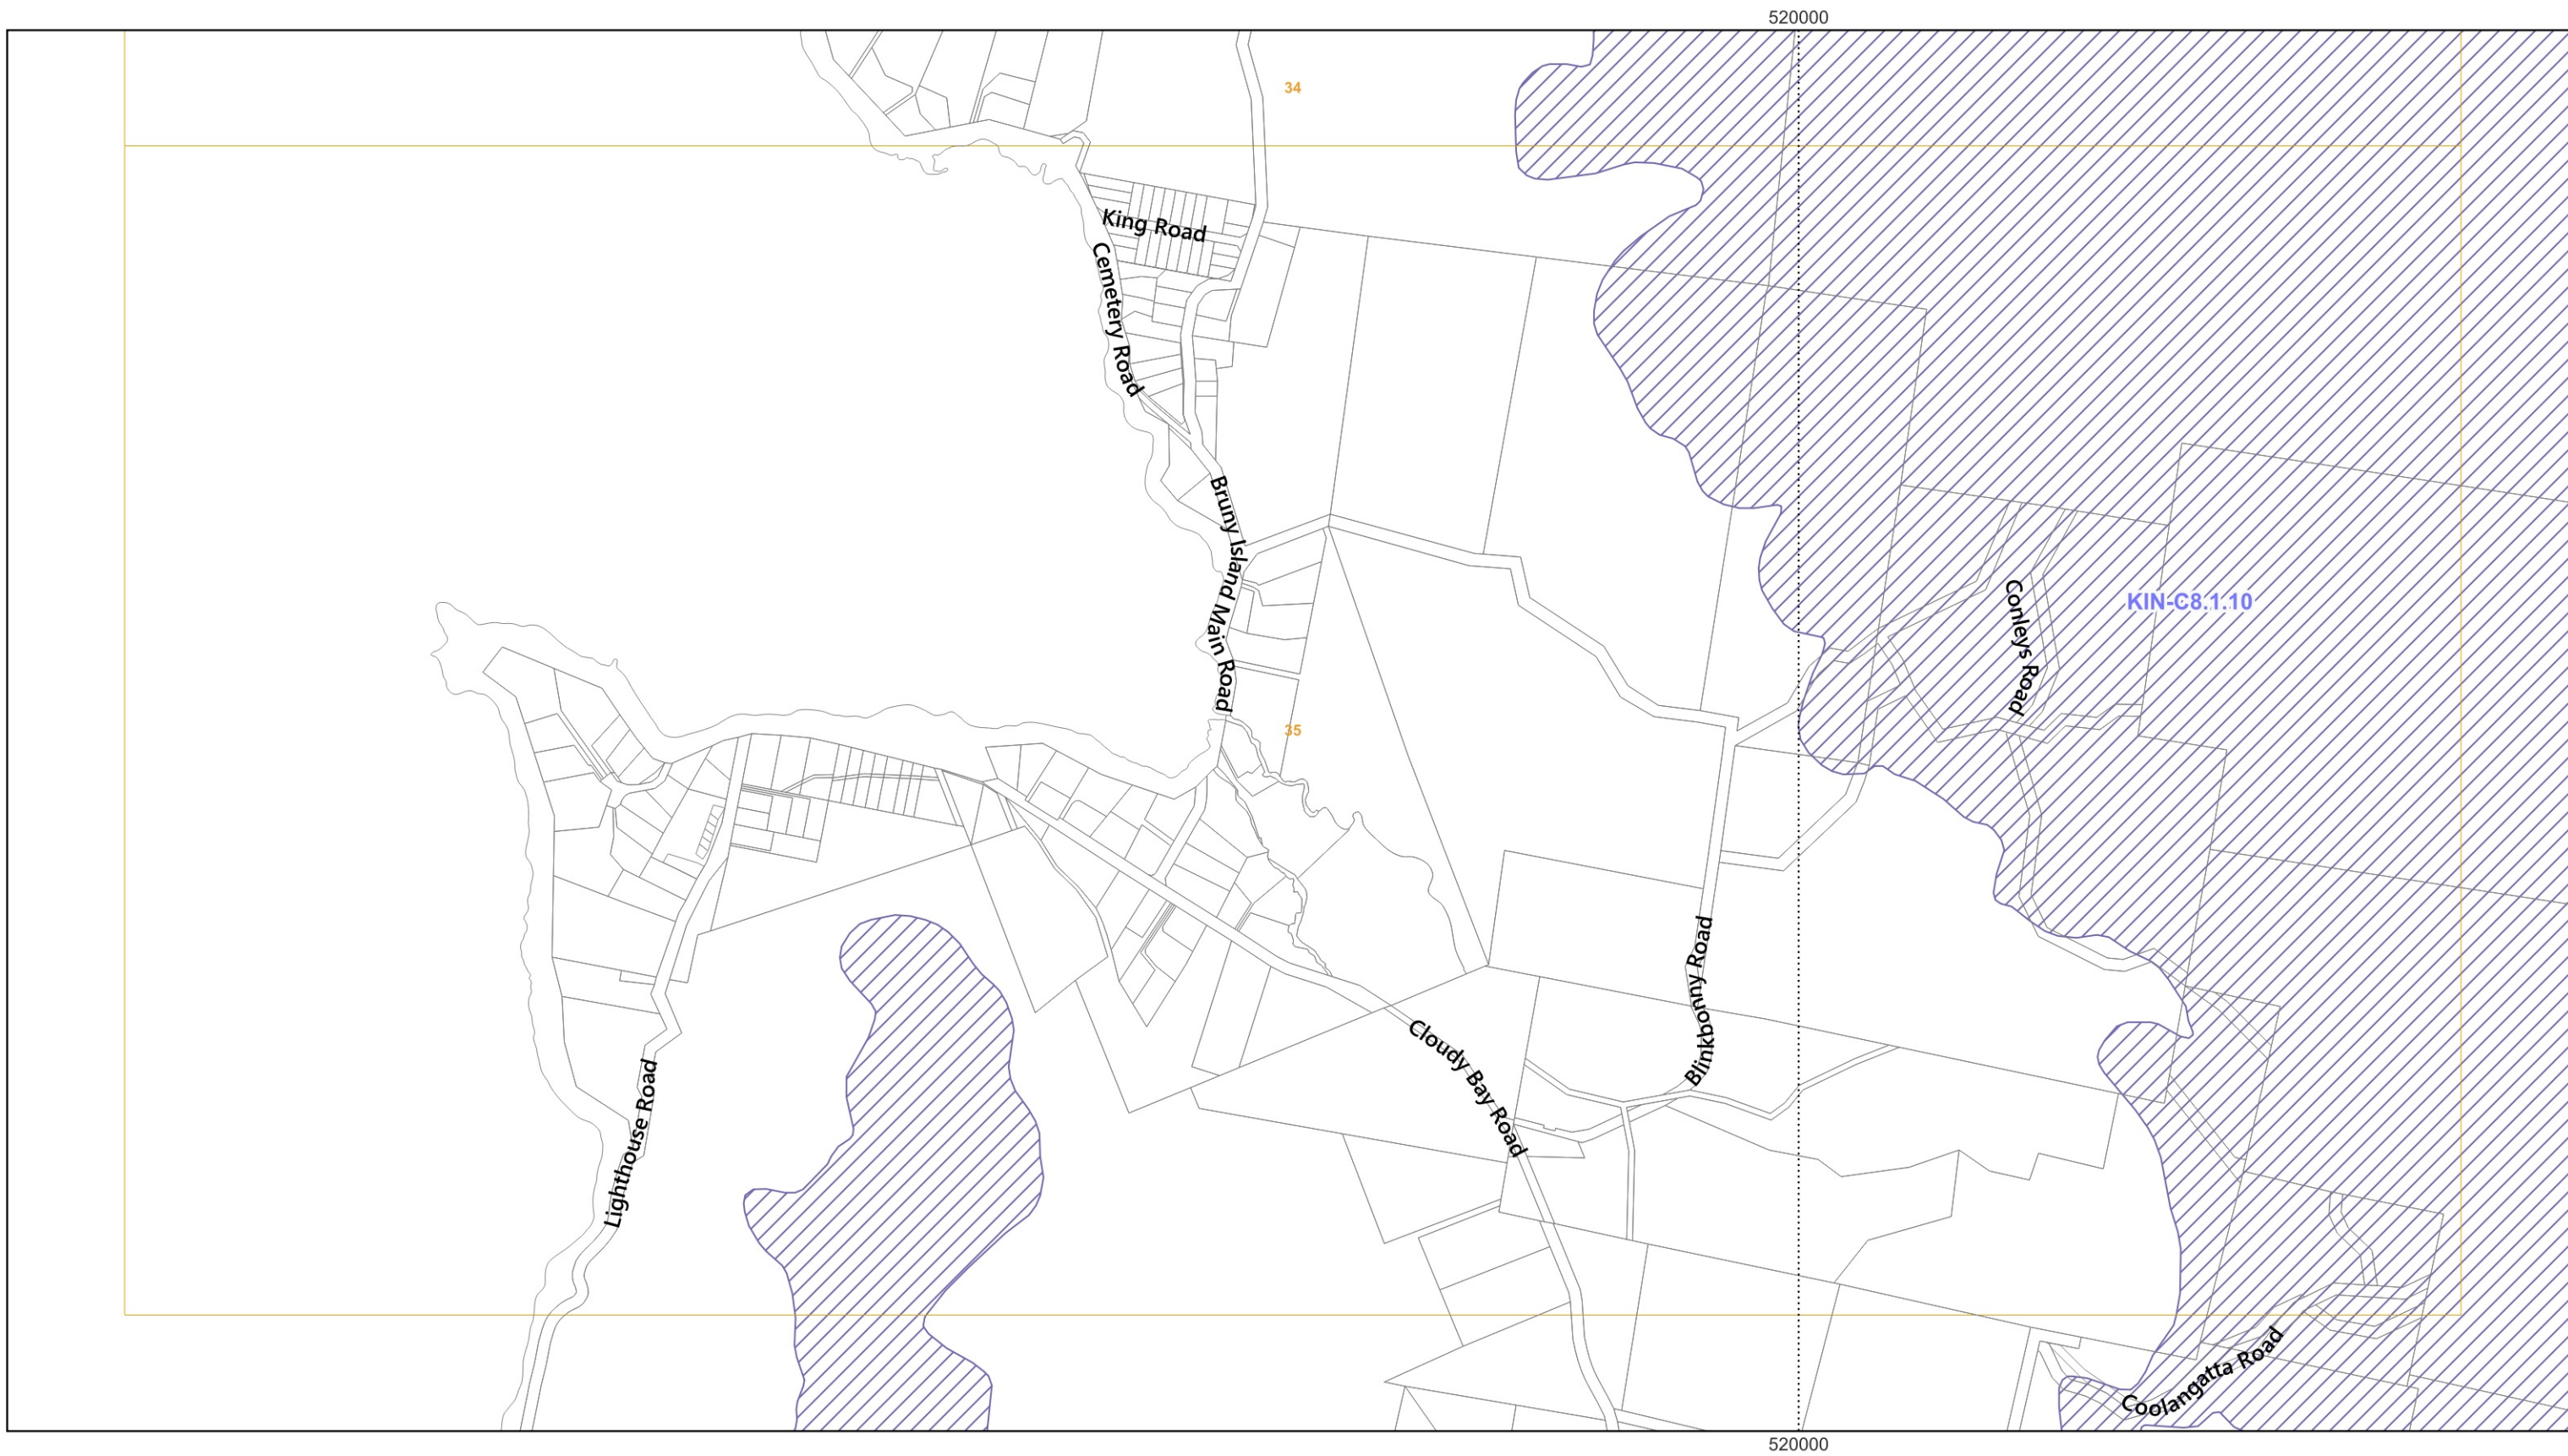 520000
34
King Road
Cemetery Road
Bruny Island Main Road
Conleys Road
KIN-C8.1.10
35
Blinkbonny Road
Cloudy Bay Road
Lighthouse Road
Coolangatta Road
520000